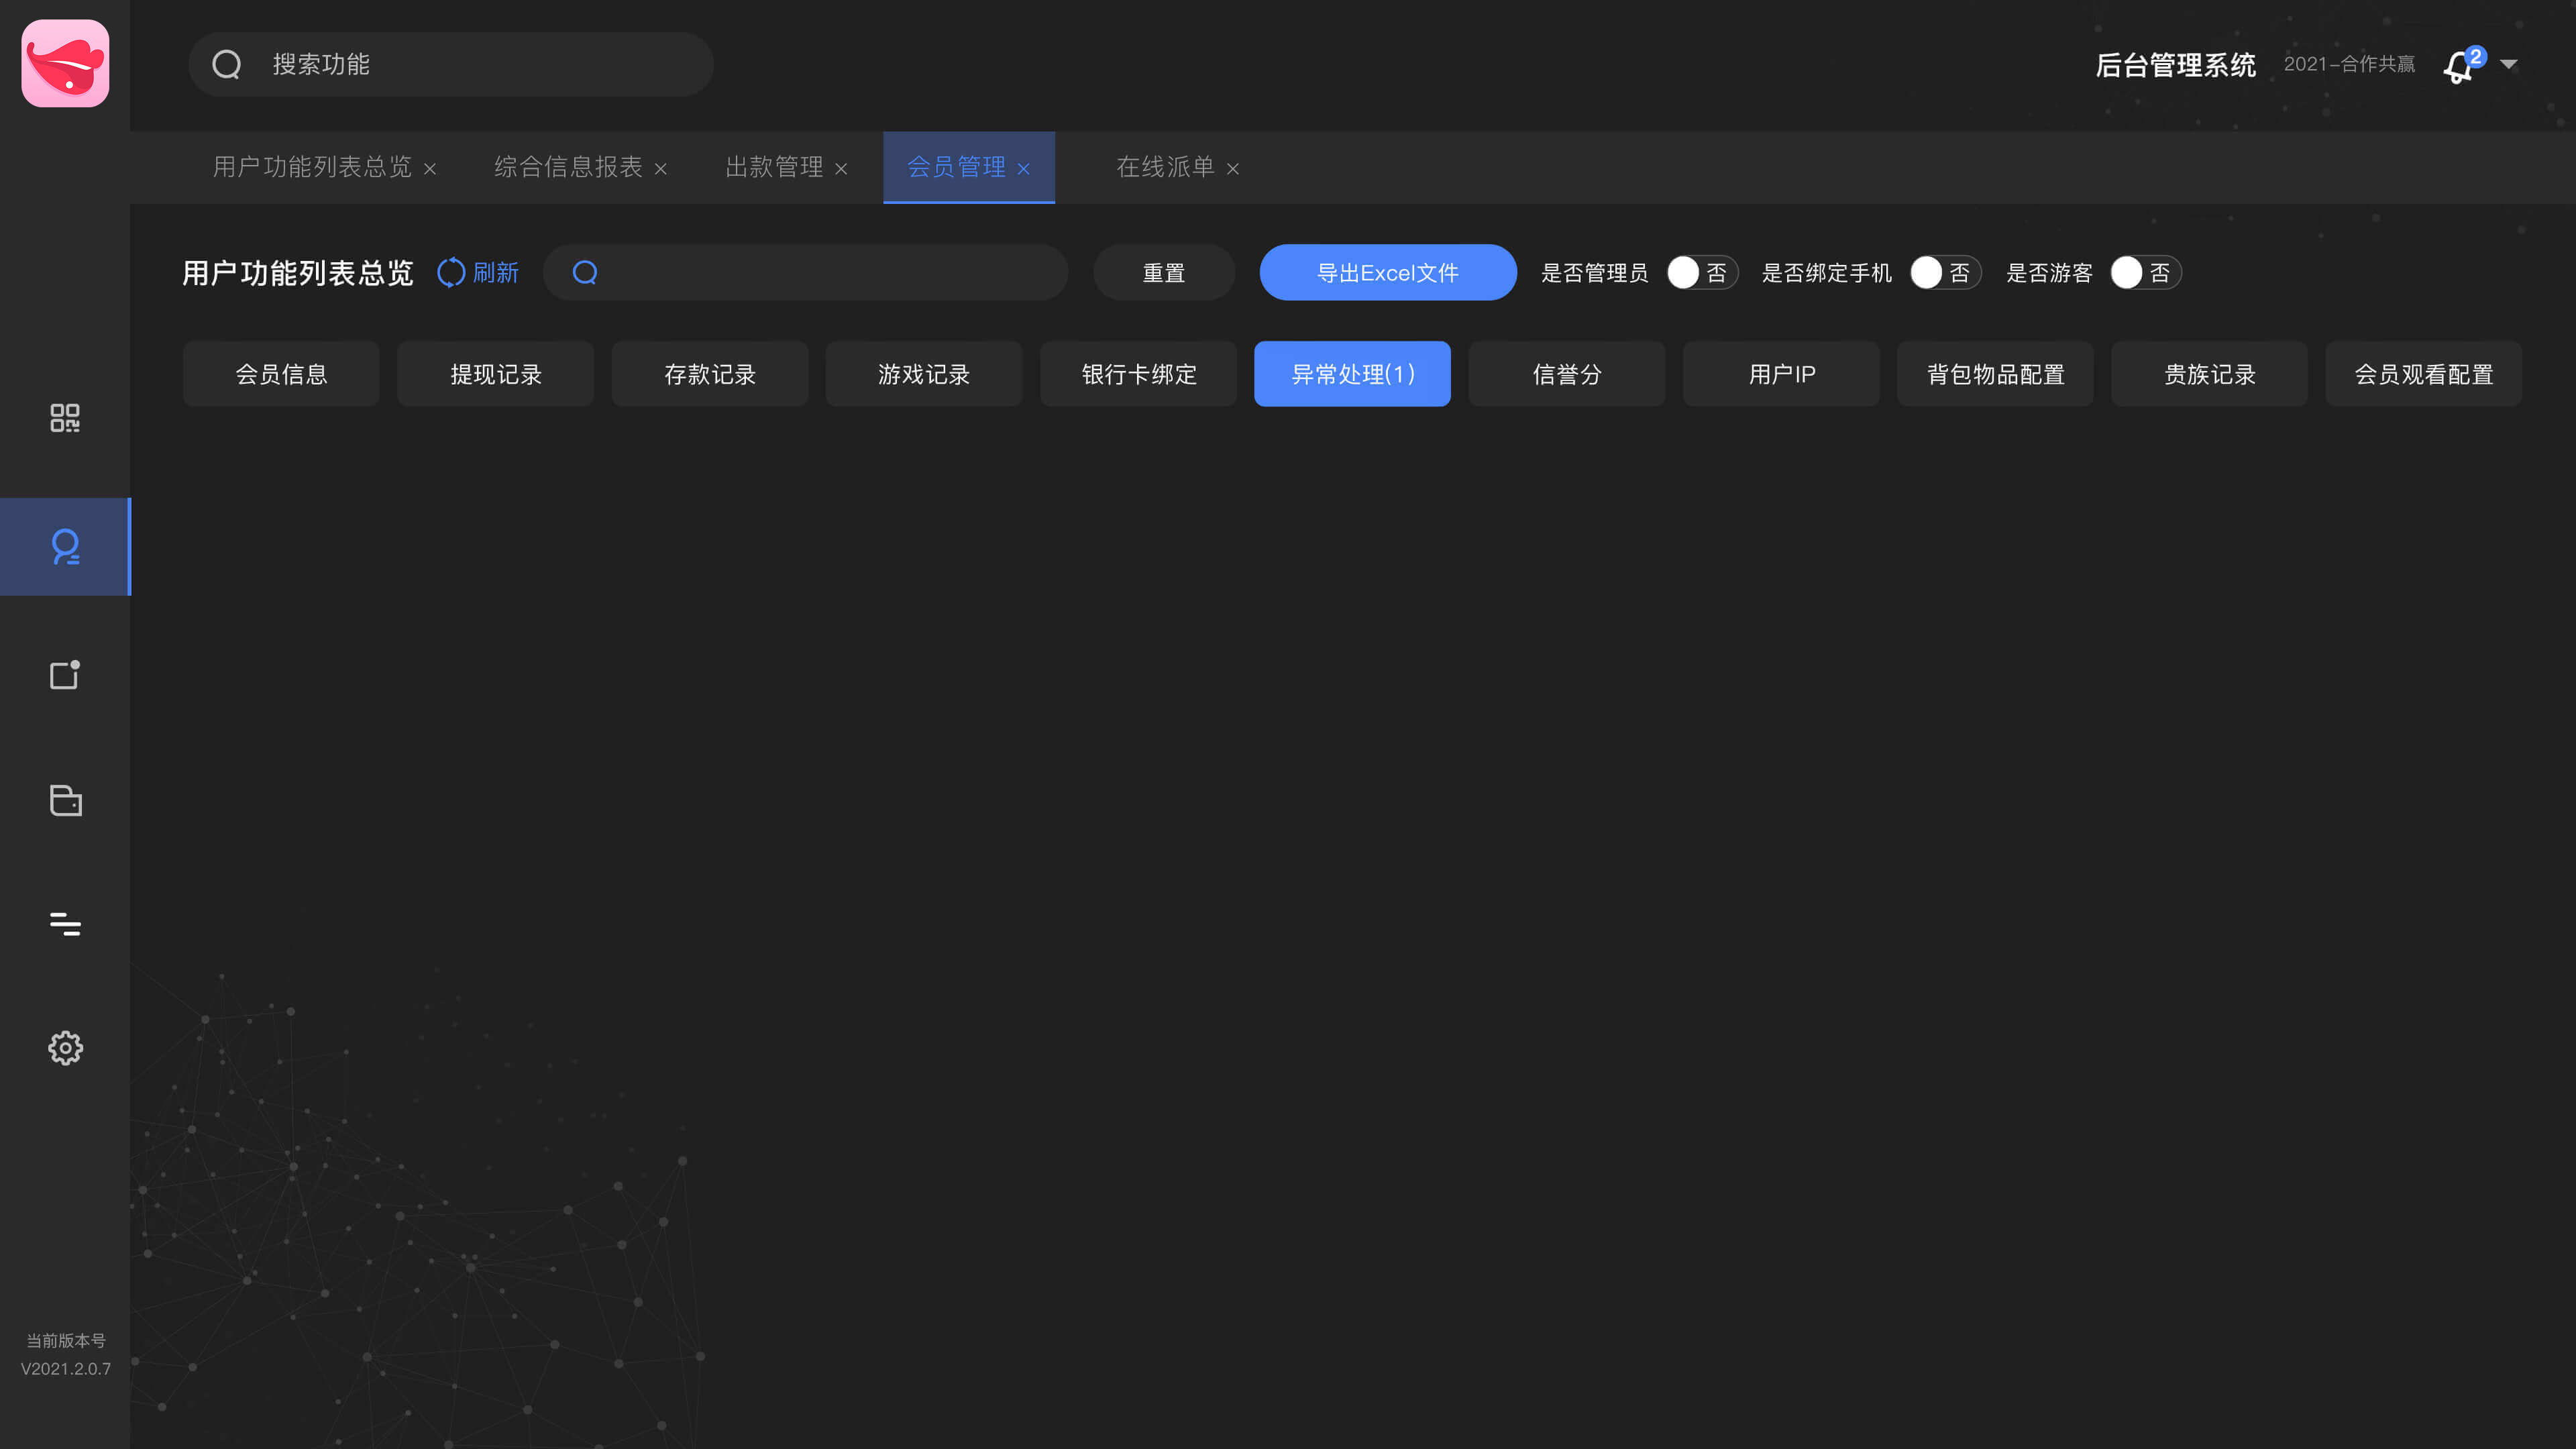 搜索功能
后台管理系统 2021-合作共赢 2
用户功能列表总览 × 综合信息报表 × 出款管理 × 会员管理 × 在线派单 ×
用户功能列表总览 刷新 重置 导出Excel文件 是否管理员 否 是否绑定手机 否 是否游客 否
会员信息 提现记录 存款记录 游戏记录 银行卡绑定 异常处理(1) 信誉分 用户IP 背包物品配置 贵族记录 会员观看配置
当前版本号
V2021.2.0.7